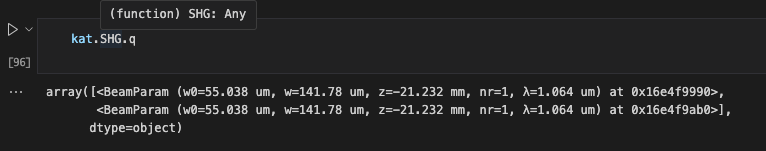 (function) SHG: Any
kat.SHG.q
[96]
··· array([<BeamParam (w0=55.038 um, w=141.78 um, z=-21.232 mm, nr=1, λ=1.064 um) at 0x16e4f9990>,
<BeamParam (w0=55.038 um, w=141.78 um, z=-21.232 mm, nr=1, λ=1.064 um) at 0x16e4f9ab0>],
dtype=object)